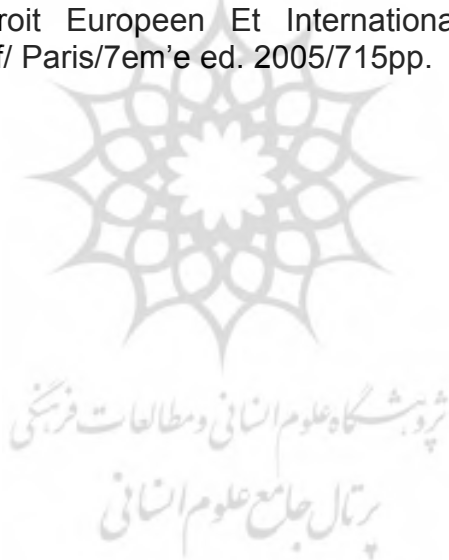 roit Europeen Et Internationa
f/ Paris/7em’e ed. 2005/715pp.
پژوهشگاه علوم انسانی و مطالعات فرهنگی
پرتال جامع علوم انسانی